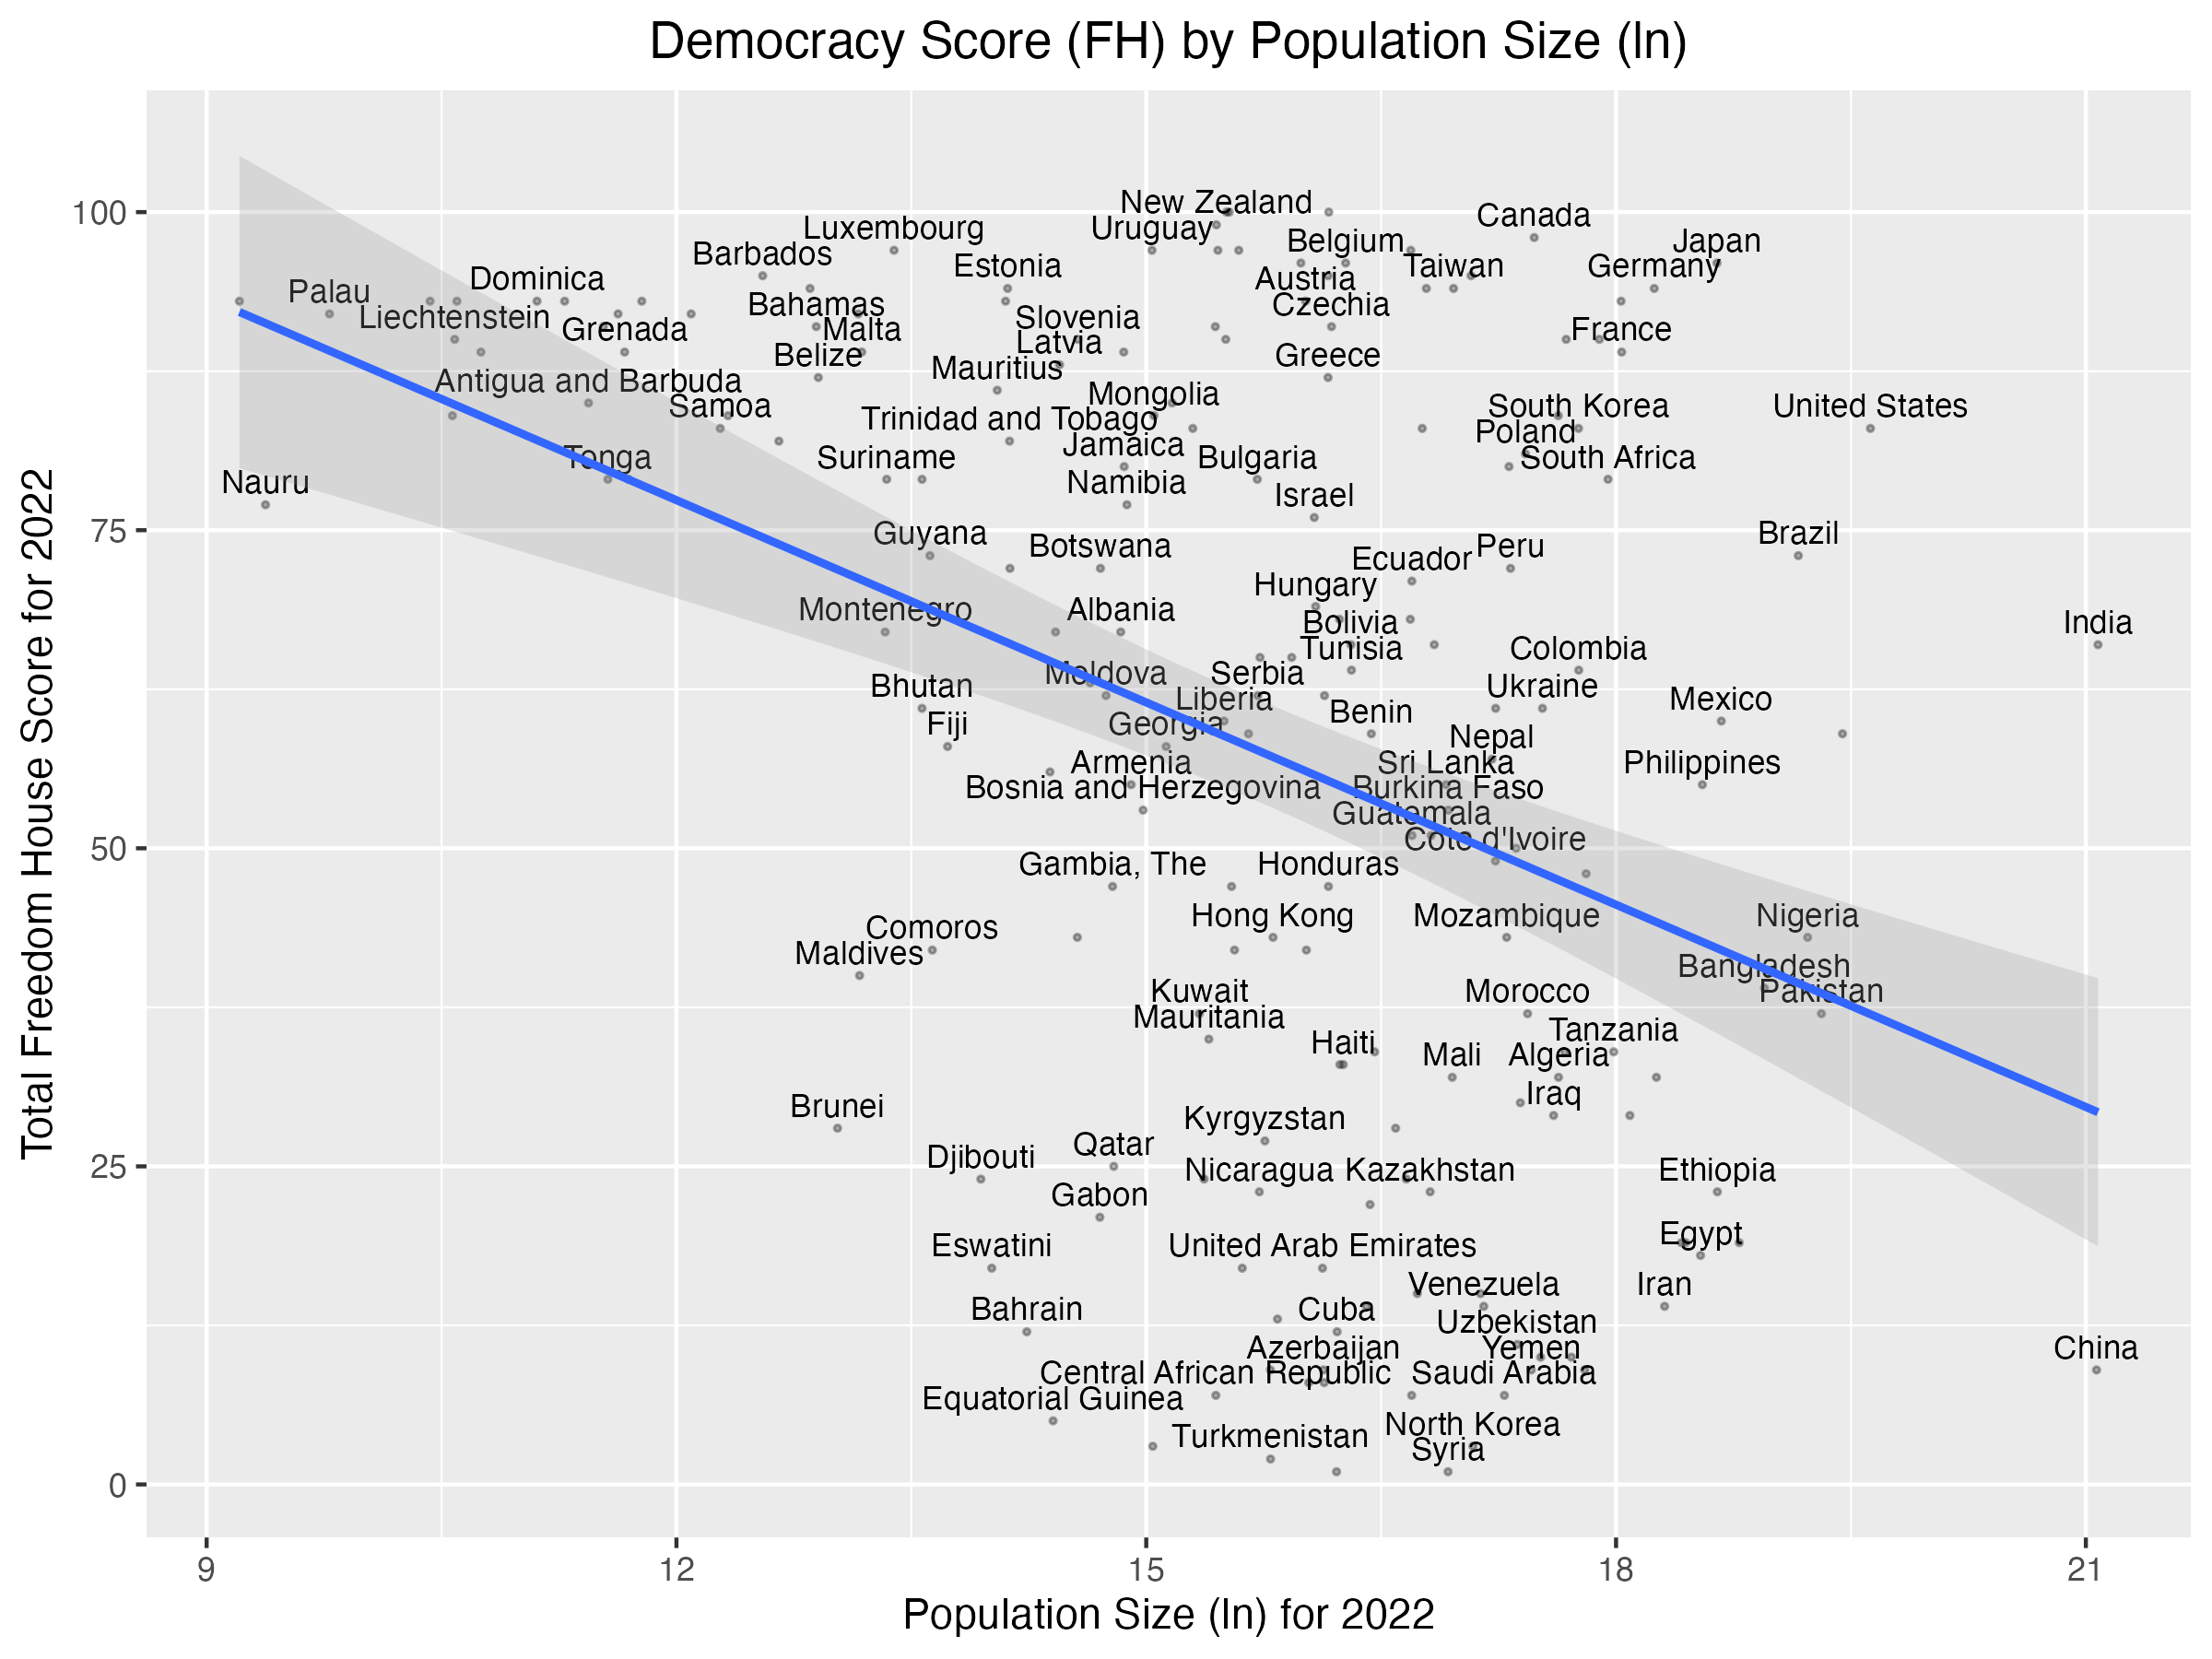 Democracy Score (FH) by Population Size (ln)
Total Freedom House Score for 2022
100
75
50
25
0
New Zealand
Canada
Luxembourg
Uruguay
Barbados
Belgium
Japan
Dominica
Estonia
Austria
Taiwan
Germany
Palau
Liechtenstein
Bahamas
Slovenia
Czechia
Grenada
Malta
France
Belize
Latvia
Greece
Mauritius
Antigua and Barbuda
Mongolia
Samoa
Trinidad and Tobago
South Korea
United States
Poland
Jamaica
Tonga
Suriname
Bulgaria
South Africa
Nauru
Namibia
Israel
Guyana
Botswana
Ecuador
Peru
Brazil
Hungary
Montenegro
Albania
Bolivia
India
Tunisia
Colombia
Moldova
Serbia
Bhutan
Liberia
Ukraine
Mexico
Fiji
Georgia
Benin
Nepal
Armenia
Sri Lanka
Philippines
Bosnia and Herzegovina
Burkina Faso
Guatemala
Cote d'Ivoire
Gambia, The
Honduras
Comoros
Hong Kong
Mozambique
Nigeria
Maldives
Bangladesh
Kuwait
Morocco
Pakistan
Mauritania
Tanzania
Haiti
Mali
Algeria
Brunei
Iraq
Kyrgyzstan
Djibouti
Qatar
Nicaragua
Kazakhstan
Ethiopia
Gabon
Eswatini
United Arab Emirates
Egypt
Venezuela
Iran
Bahrain
Cuba
Uzbekistan
Azerbaijan
Yemen
China
Central African Republic
Saudi Arabia
Equatorial Guinea
North Korea
Turkmenistan
Syria
9
12
15
18
21
Population Size (ln) for 2022